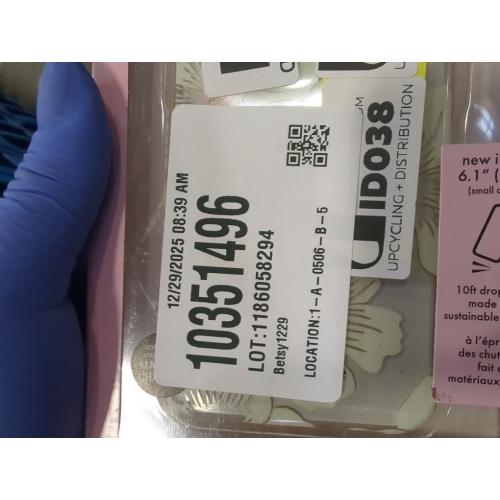 12/29/2025 08:39 AM
10351496
LOT:1186058294
Betsy1229
LOCATION:1-A-0506-B-5
ID038
UPCYCLING + DISTRIBUTION
new i
6.1" (
(small
10ft drop
made
sustainable
à l'épr
des chut
fait
matériaux